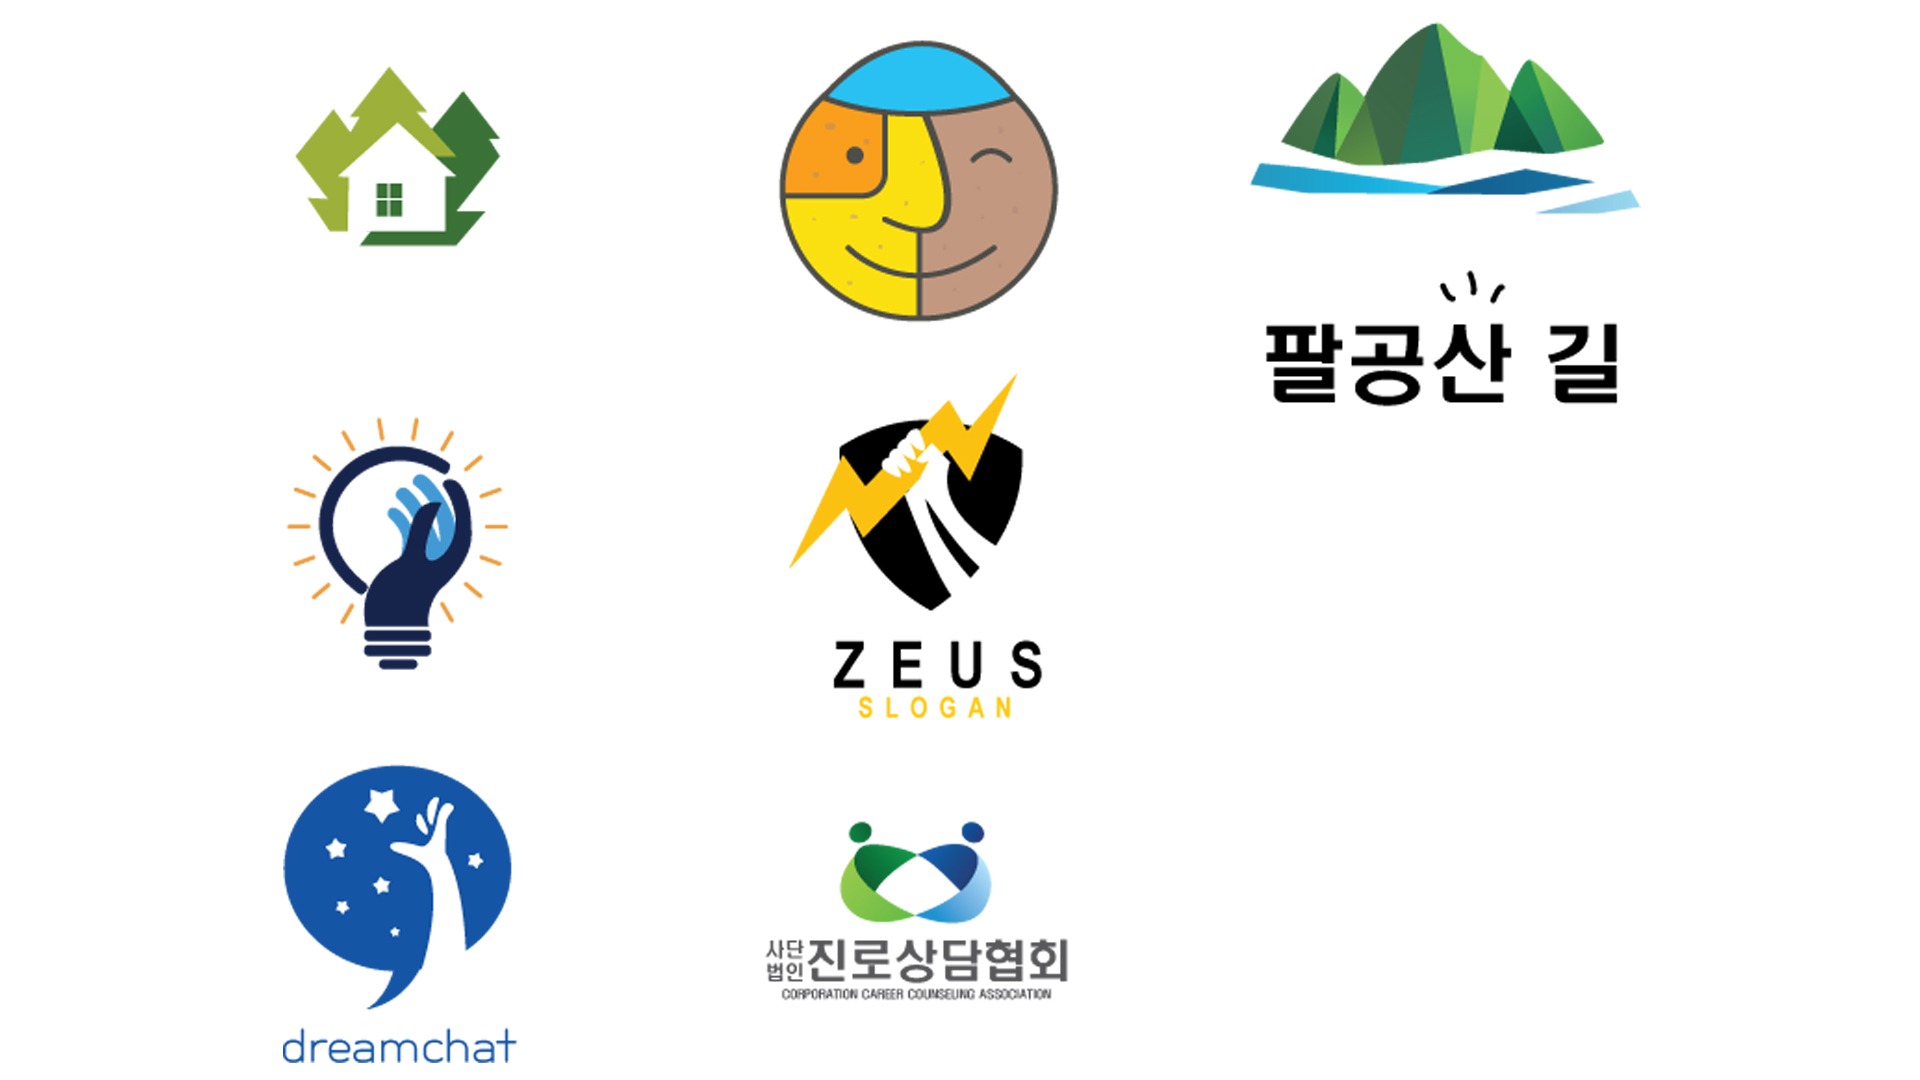 팔공산 길
ZEUS
SLOGAN
사단
법인
진로상담협회
CORPORATION CAREER COUNSELING ASSOCIATION
dreamchat